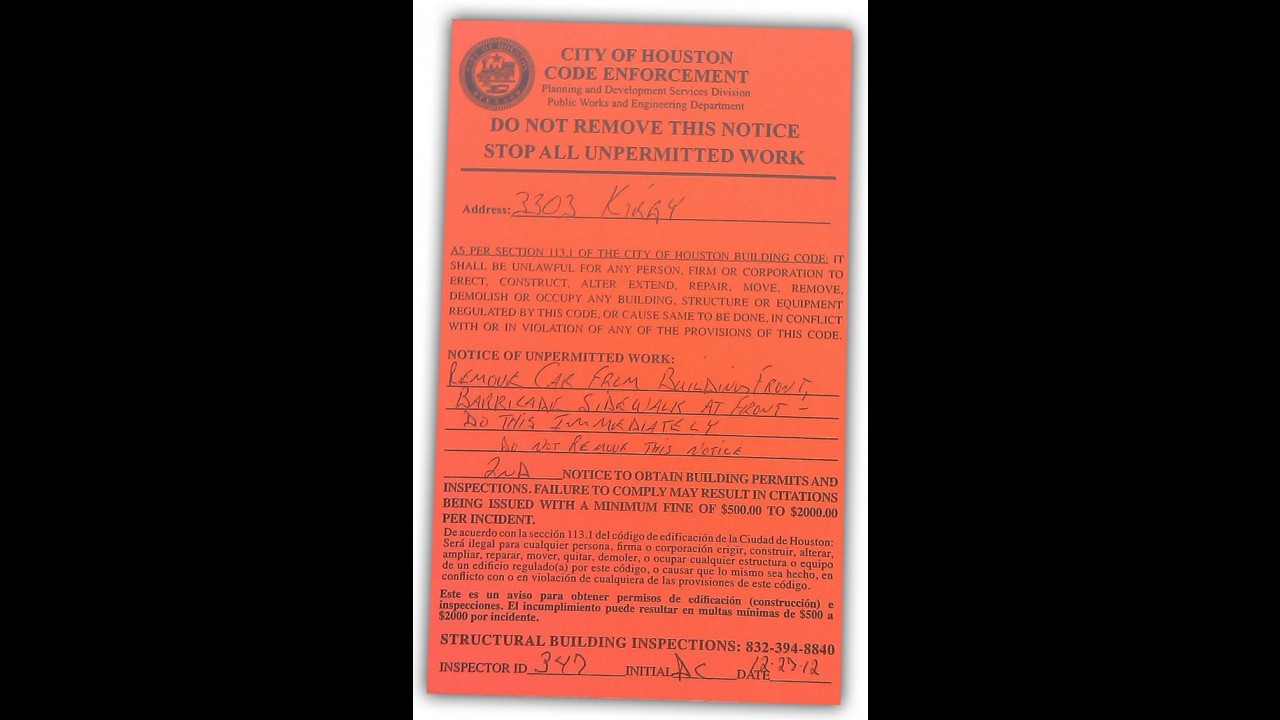 CITY OF HOUSTON
CODE ENFORCEMENT
Planning and Development Services Division
Public Works and Engineering Department
DO NOT REMOVE THIS NOTICE
STOP ALL UNPERMITTED WORK
Address: 3303 KIRBY
AS PER SECTION 113.1 OF THE CITY OF HOUSTON BUILDING CODE; IT
SHALL BE UNLAWFUL FOR ANY PERSON, FIRM OR CORPORATION TO
ERECT, CONSTRUCT, ALTER EXTEND, REPAIR, MOVE, REMOVE,
DEMOLISH OR OCCUPY ANY BUILDING, STRUCTURE OR EQUIPMENT
REGULATED BY THIS CODE, OR CAUSE SAME TO BE DONE, IN CONFLICT
WITH OR IN VIOLATION OF ANY OF THE PROVISIONS OF THIS CODE.
NOTICE OF UNPERMITTED WORK:
REMOVE CAR FROM BUILDING FRONT,
BARRICADE SIDEWALK AT FRONT -
DO THIS IMMEDIATELY
DO NOT REMOVE THIS NOTICE
2ND NOTICE TO OBTAIN BUILDING PERMITS AND
INSPECTIONS. FAILURE TO COMPLY MAY RESULT IN CITATIONS
BEING ISSUED WITH A MINIMUM FINE OF $500.00 TO $2000.00
PER INCIDENT.
De acuerdo con la sección 113.1 del código de edificación de la Ciudad de Houston:
Será ilegal para cualquier persona, firma o corporación erigir, construir, alterar,
ampliar, reparar, mover, quitar, demoler, o ocupar cualquier estructura o equipo
de un edificio regulado(a) por este código, o causar que lo mismo sea hecho, en
conflicto con o en violación de cualquiera de las provisiones de este código.
Este es un aviso para obtener permisos de edificación (construcción) e
inspecciones. El incumplimiento puede resultar en multas mínimas de $500 a
$2000 por incidente.
STRUCTURAL BUILDING INSPECTIONS: 832-394-8840
INSPECTOR ID 347 INITIAL DC DATE 12-27-12